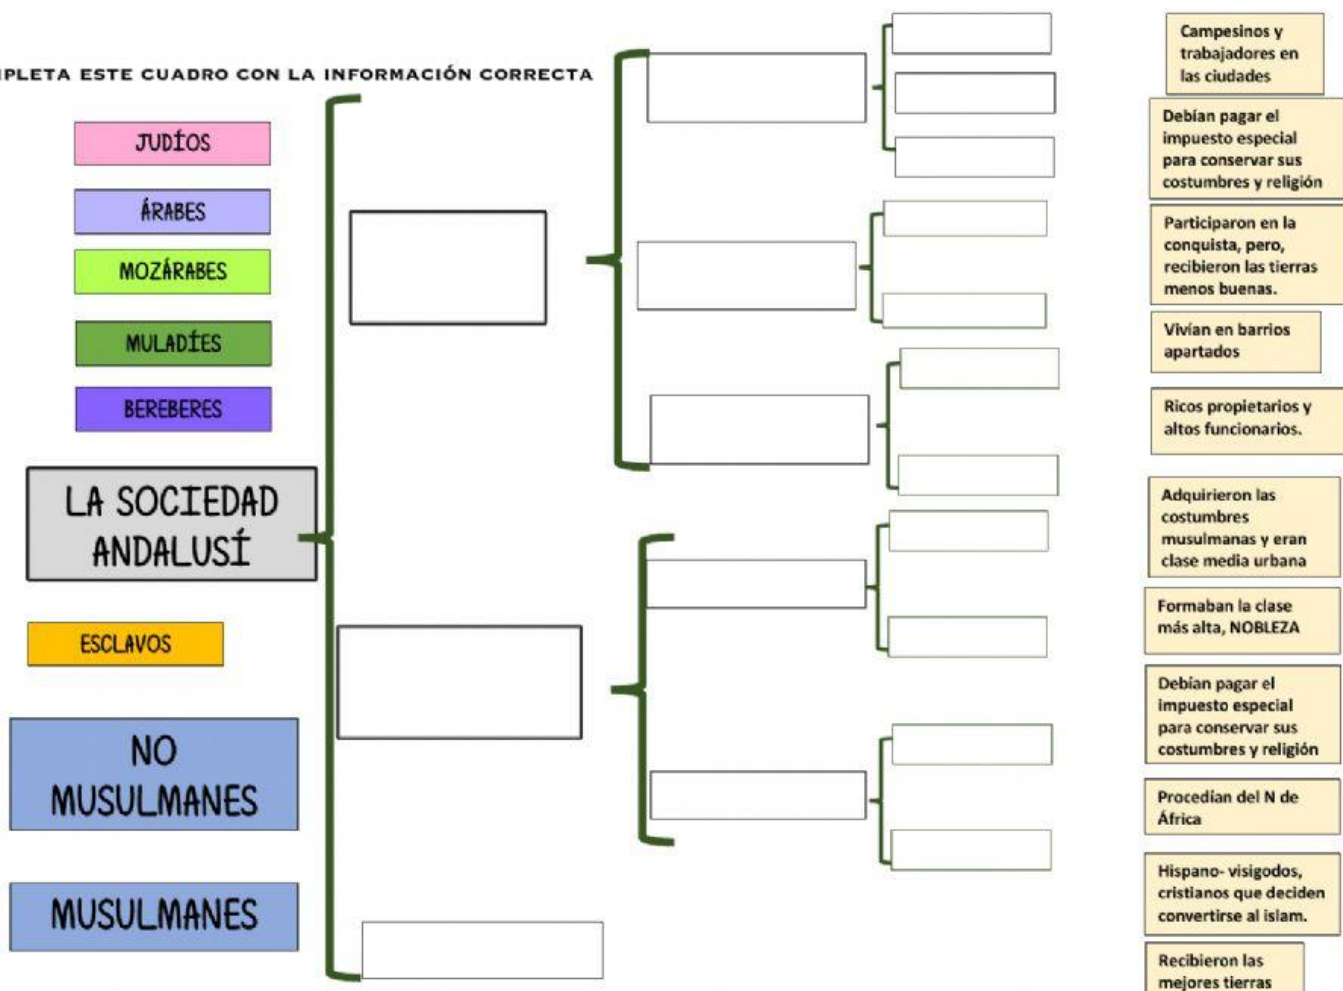 MPLETA ESTE CUADRO CON LA INFORMACIÓN CORRECTA
JUDÍOS
ÁRABES
MOZÁRABES
MULADÍES
BEREBERES
LA SOCIEDAD
ANDALUSÍ
ESCLAVOS
NO
MUSULMANES
MUSULMANES
Campesinos y
trabajadores en
las ciudades
Debían pagar el
impuesto especial
para conservar sus
costumbres y religión
Participaron en la
conquista, pero,
recibieron las tierras
menos buenas.
Vivían en barrios
apartados
Ricos propietarios y
altos funcionarios.
Adquirieron las
costumbres
musulmanas y eran
clase media urbana
Formaban la clase
más alta, NOBLEZA
Debían pagar el
impuesto especial
para conservar sus
costumbres y religión
Procedían del N de
África
Hispano- visigodos,
cristianos que deciden
convertirse al islam.
Recibieron las
mejores tierras